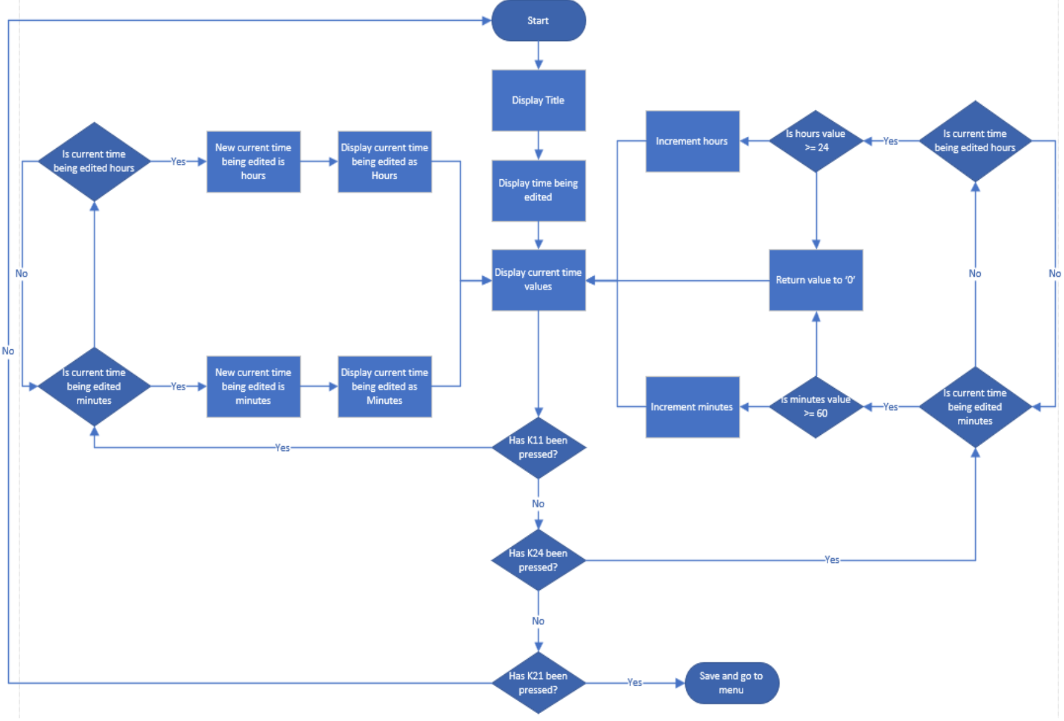 Start
Display Title
Display time being
edited
Display current time
values
Is current time
being edited hours
Yes
New current time
being edited is
hours
Display current time
being edited as
Hours
Increment hours
Is hours value
>= 24
Yes
Is current time
being edited hours
No
No
No
No
Return value to '0'
Is current time
being edited
minutes
Yes
New current time
being edited is
minutes
Display current time
being edited as
Minutes
Increment minutes
Is minutes value
>= 60
Yes
Is current time
being edited
minutes
Has K11 been
pressed?
Yes
No
Has K24 been
pressed?
Yes
No
Has K21 been
pressed?
Yes
Save and go to
menu